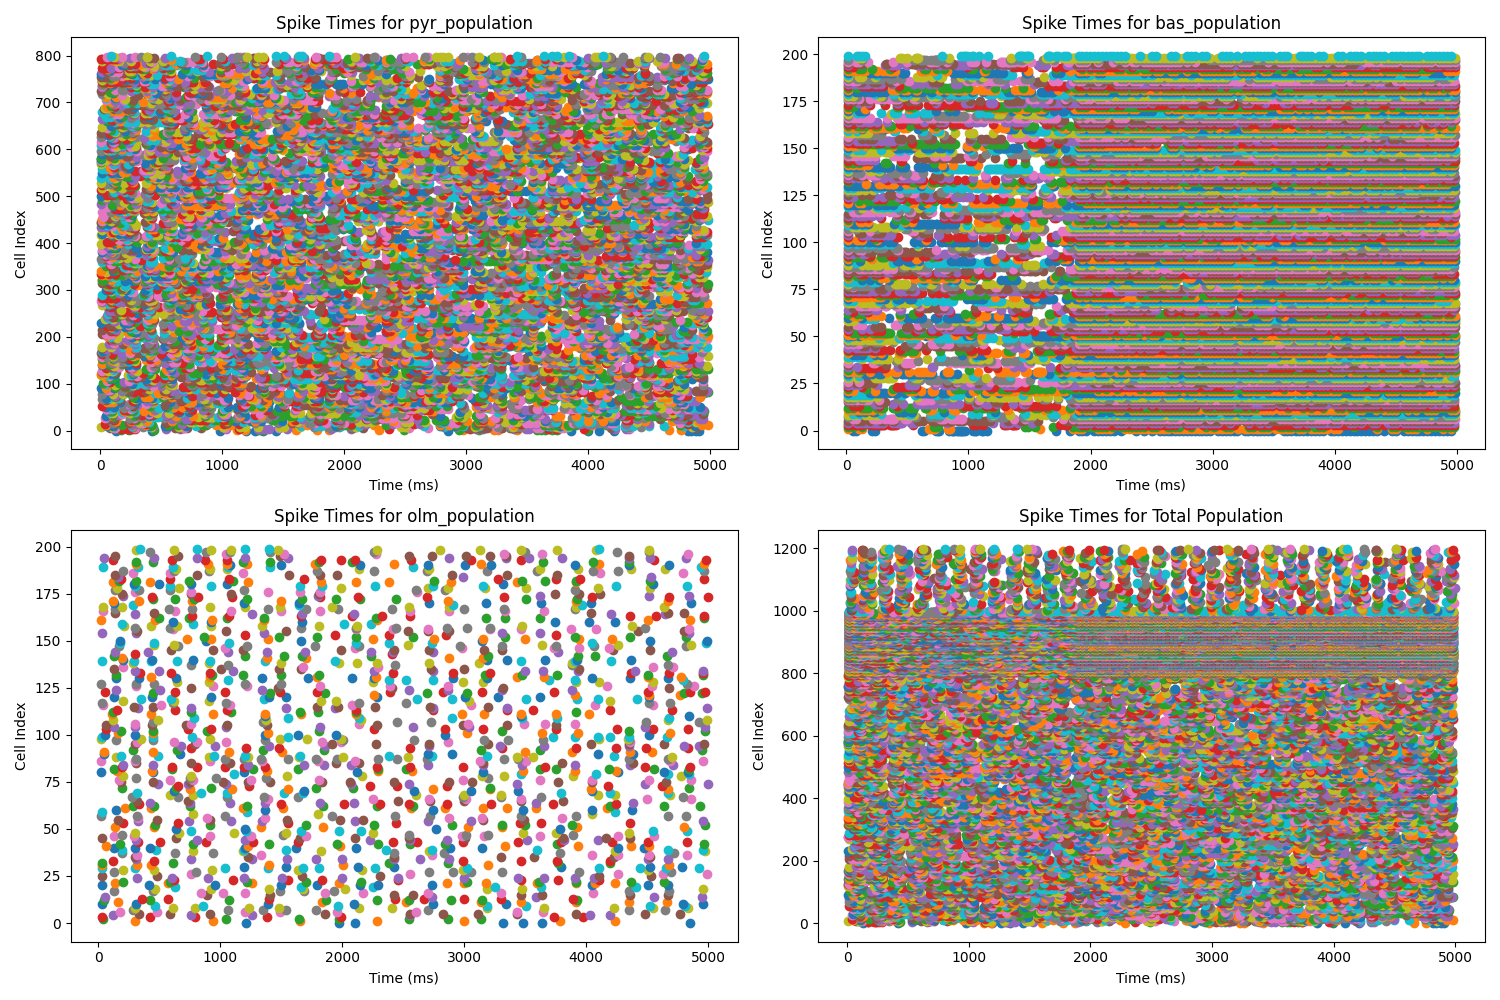 Spike Times for pyr_population
Cell Index
800
700
600
500
400
300
200
100
0
0 1000 2000 3000 4000 5000
Time (ms)
Spike Times for bas_population
Cell Index
200
175
150
125
100
75
50
25
0
0 1000 2000 3000 4000 5000
Time (ms)
Spike Times for olm_population
Cell Index
200
175
150
125
100
75
50
25
0
0 1000 2000 3000 4000 5000
Time (ms)
Spike Times for Total Population
Cell Index
1200
1000
800
600
400
200
0
0 1000 2000 3000 4000 5000
Time (ms)